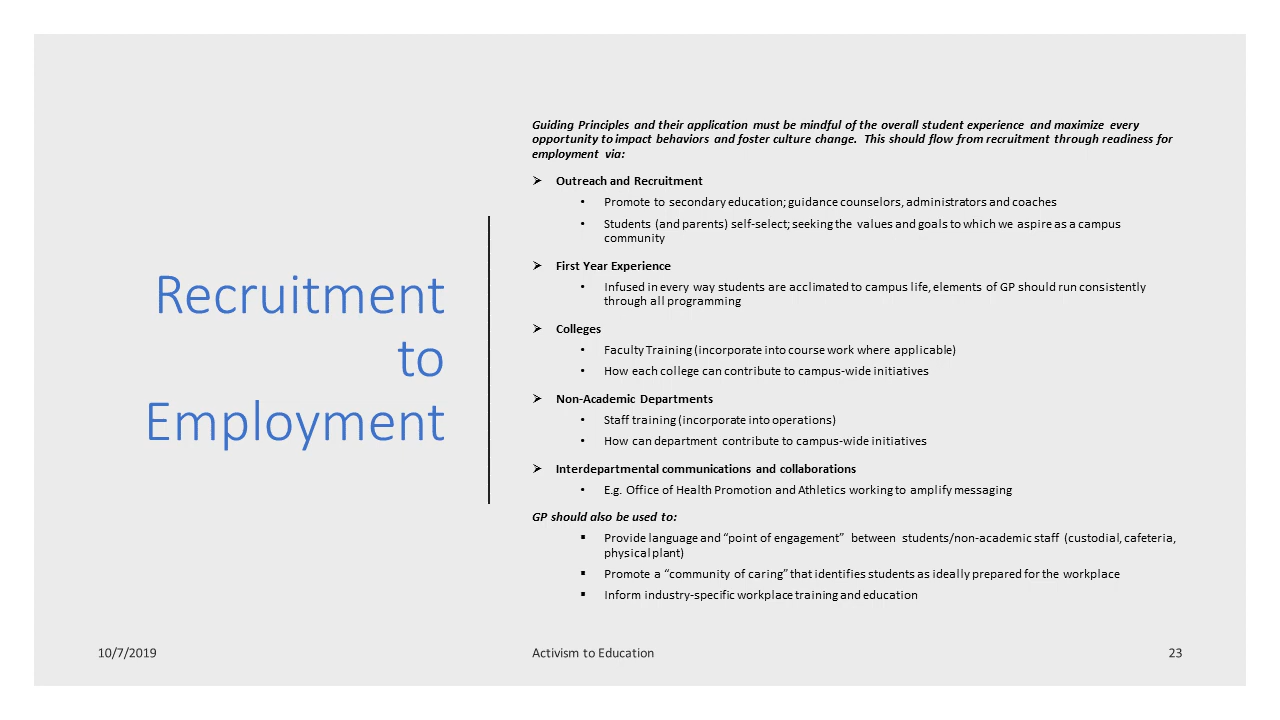 Recruitment
to
Employment
Guiding Principles and their application must be mindful of the overall student experience and maximize every
opportunity to impact behaviors and foster culture change. This should flow from recruitment through readiness for
employment via:
➢ Outreach and Recruitment
• Promote to secondary education; guidance counselors, administrators and coaches
• Students (and parents) self-select; seeking the values and goals to which we aspire as a campus
community
➢ First Year Experience
• Infused in every way students are acclimated to campus life, elements of GP should run consistently
through all programming
➢ Colleges
• Faculty Training (incorporate into course work where applicable)
• How each college can contribute to campus-wide initiatives
➢ Non-Academic Departments
• Staff training (incorporate into operations)
• How can department contribute to campus-wide initiatives
➢ Interdepartmental communications and collaborations
• E.g. Office of Health Promotion and Athletics working to amplify messaging
GP should also be used to:
▪ Provide language and “point of engagement” between students/non-academic staff (custodial, cafeteria,
physical plant)
▪ Promote a “community of caring” that identifies students as ideally prepared for the workplace
▪ Inform industry-specific workplace training and education
10/7/2019
Activism to Education
23